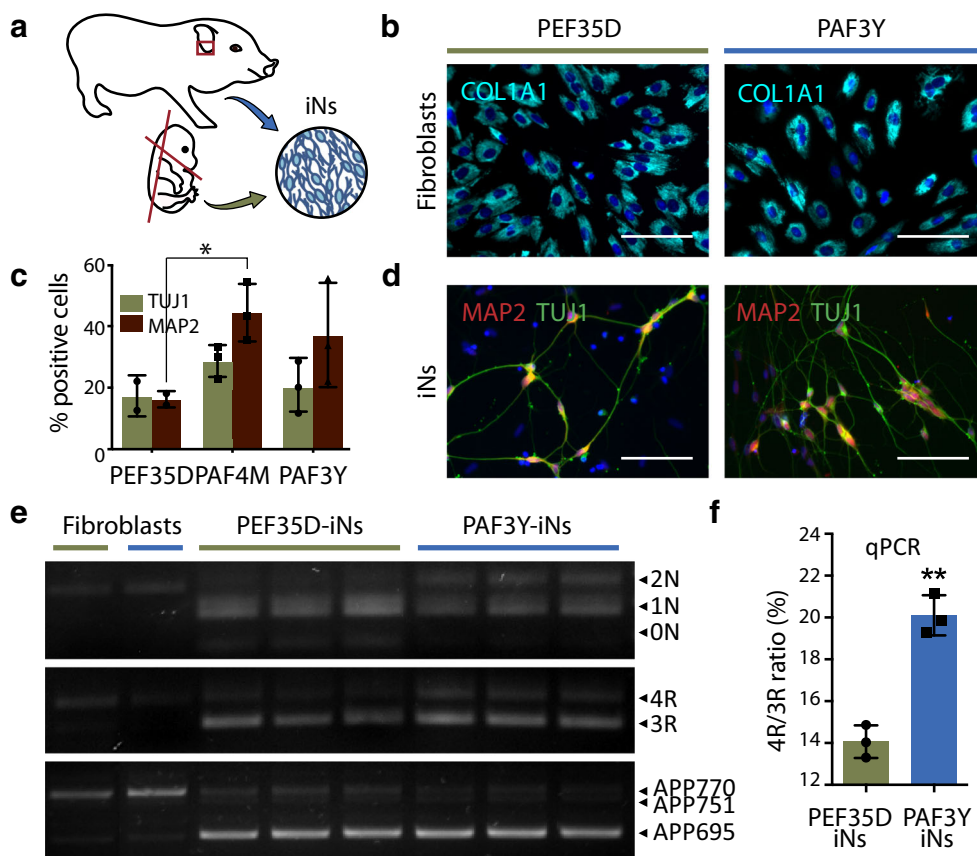 a
iNs
b
PEF35D
PAF3Y
Fibroblasts
COL1A1
COL1A1
c
% positive cells
60
40
20
0
*
TUJ1
MAP2
PEF35D
PAF4M
PAF3Y
d
iNs
MAP2 TUJ1
MAP2 TUJ1
e
Fibroblasts
PEF35D-iNs
PAF3Y-iNs
2N
1N
0N
4R
3R
APP770
APP751
APP695
f
qPCR
4R/3R ratio (%)
24
22
20
18
16
14
12
**
PEF35D
iNs
PAF3Y
iNs